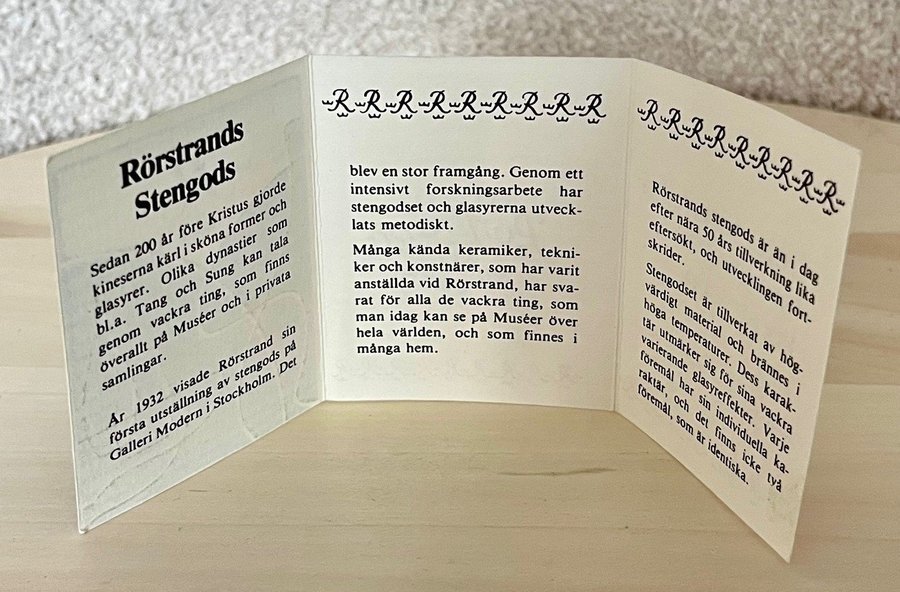 Rörstrands
Stengods
Sedan 200 år före Kristus gjorde
kineserna kärl i sköna former och
glasyrer. Olika dynastier som
bl.a. Tang och Sung kan tala
genom vackra ting, som finns
överallt på Muséer och i privata
samlingar.
År 1932 visade Rörstrand sin
första utställning av stengods på
Galleri Modern i Stockholm. Det
R R R R R R R R R
blev en stor framgång. Genom ett
intensivt forskningsarbete har
stengodset och glasyrerna utveck-
lats metodiskt.
Många kända keramiker, tekni-
ker och konstnärer, som har varit
anställda vid Rörstrand, har sva-
rat för alla de vackra ting, som
man idag kan se på Muséer över
hela världen, och som finnes i
många hem.
R R R R R R R R R
Rörstrands stengods är än i dag
efter nära 50 års tillverkning lika
eftersökt, och utvecklingen fort-
skrider.
Stengodset är tillverkat av hög-
värdigt material och brännes i
höga temperaturer. Dess karak-
tär utmärker sig för sina vackra
varierande glasyreffekter. Varje
föremål har sin individuella ka-
raktär, och det finns icke två
föremål, som är identiska.